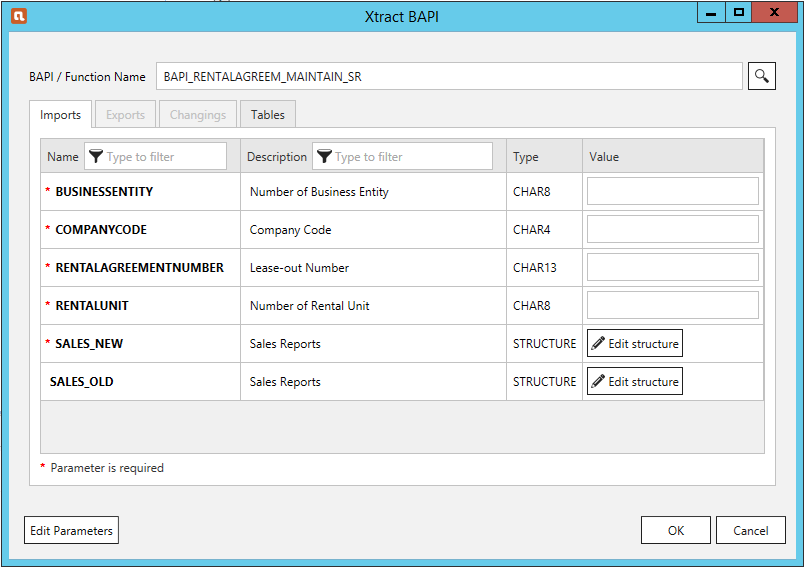 Xtract BAPI
BAPI / Function Name BAPI_RENTALAGREEM_MAINTAIN_SR
Imports Exports Changings Tables
Name Type to filter Description Type to filter Type Value
* BUSINESSENTITY Number of Business Entity CHAR8
* COMPANYCODE Company Code CHAR4
* RENTALAGREEMENTNUMBER Lease-out Number CHAR13
* RENTALUNIT Number of Rental Unit CHAR8
* SALES_NEW Sales Reports STRUCTURE Edit structure
SALES_OLD Sales Reports STRUCTURE Edit structure
* Parameter is required
Edit Parameters OK Cancel